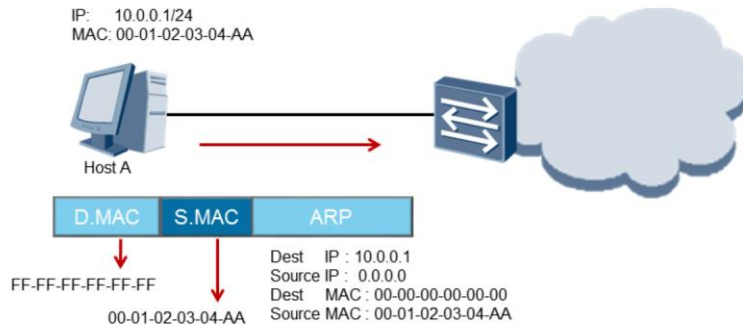 IP: 10.0.0.1/24
MAC: 00-01-02-03-04-AA
Host A
D.MAC S.MAC ARP
FF-FF-FF-FF-FF-FF
00-01-02-03-04-AA
Dest IP : 10.0.0.1
Source IP : 0.0.0.0
Dest MAC : 00-00-00-00-00-00
Source MAC : 00-01-02-03-04-AA